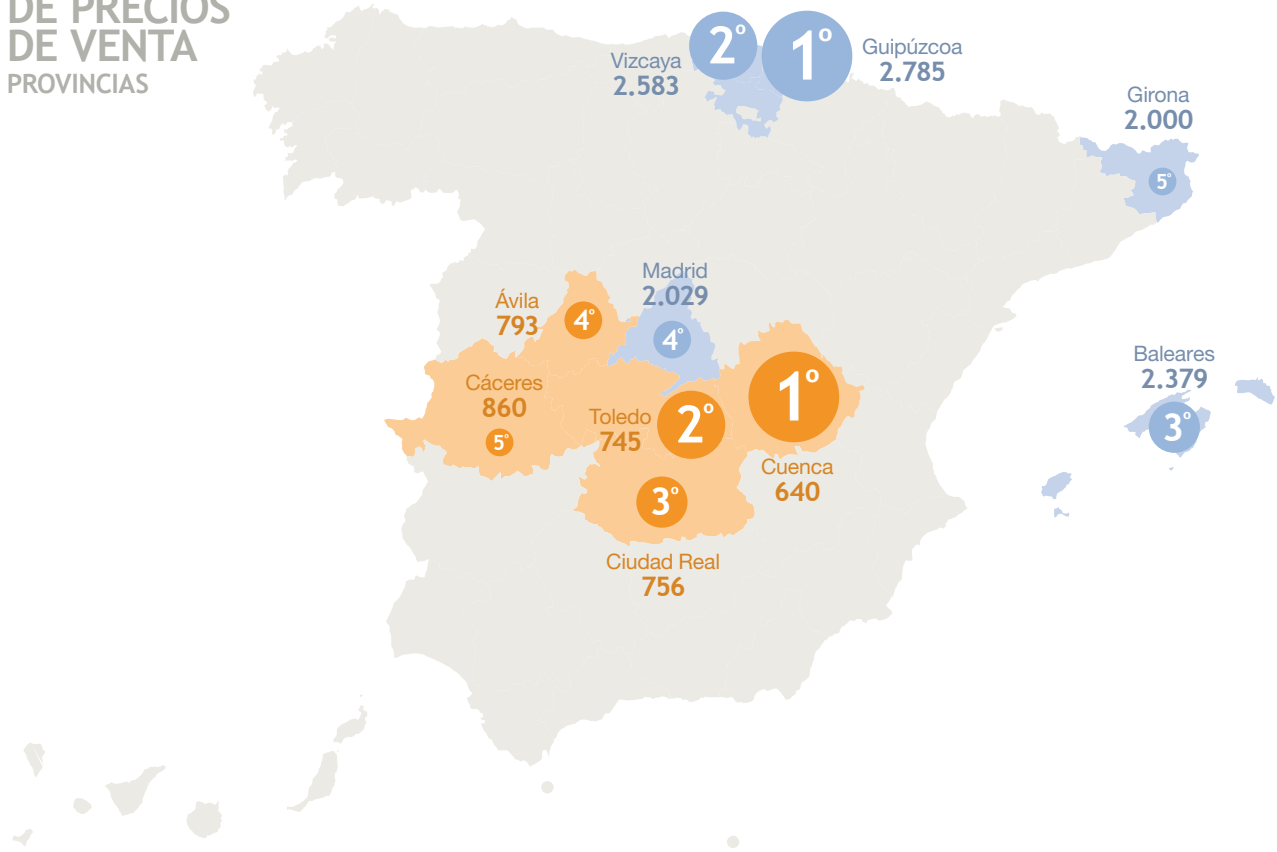 DE PRECIOS
DE VENTA
PROVINCIAS
2º
1º
Vizcaya
2.583
Guipúzcoa
2.785
Girona
2.000
5º
Madrid
2.029
4º
Ávila
793
4º
Baleares
2.379
3º
Cáceres
860
5º
Toledo
745
2º
1º
Cuenca
640
3º
Ciudad Real
756